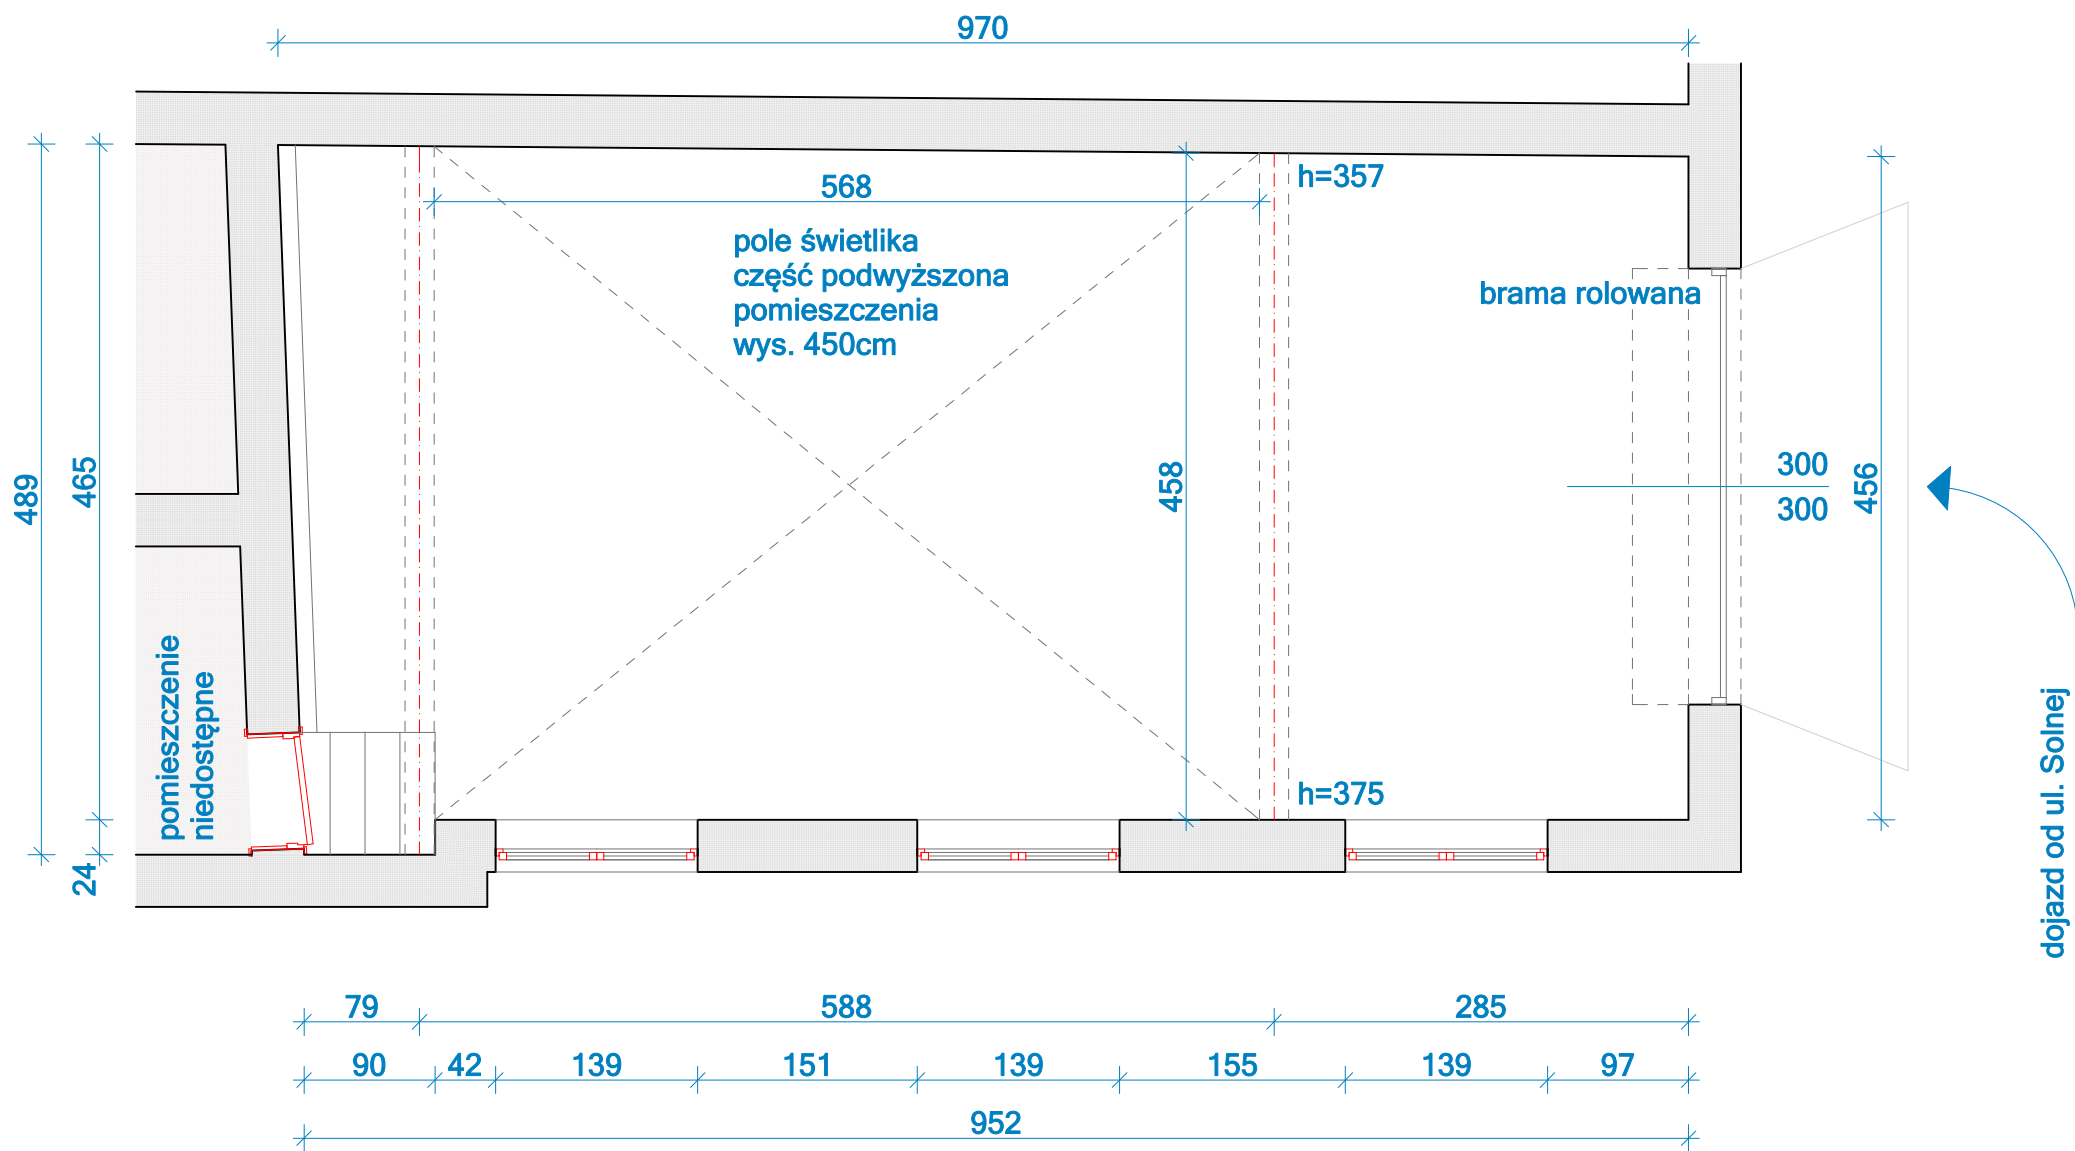 970
568
h=357
pole świetlika
część podwyższona
pomieszczenia
wys. 450cm
brama rolowana
489
465
458
300
300
456
pomieszczenie
niedostępne
h=375
24
dojazd od ul. Solnej
79
588
285
90
42
139
151
139
155
139
97
952